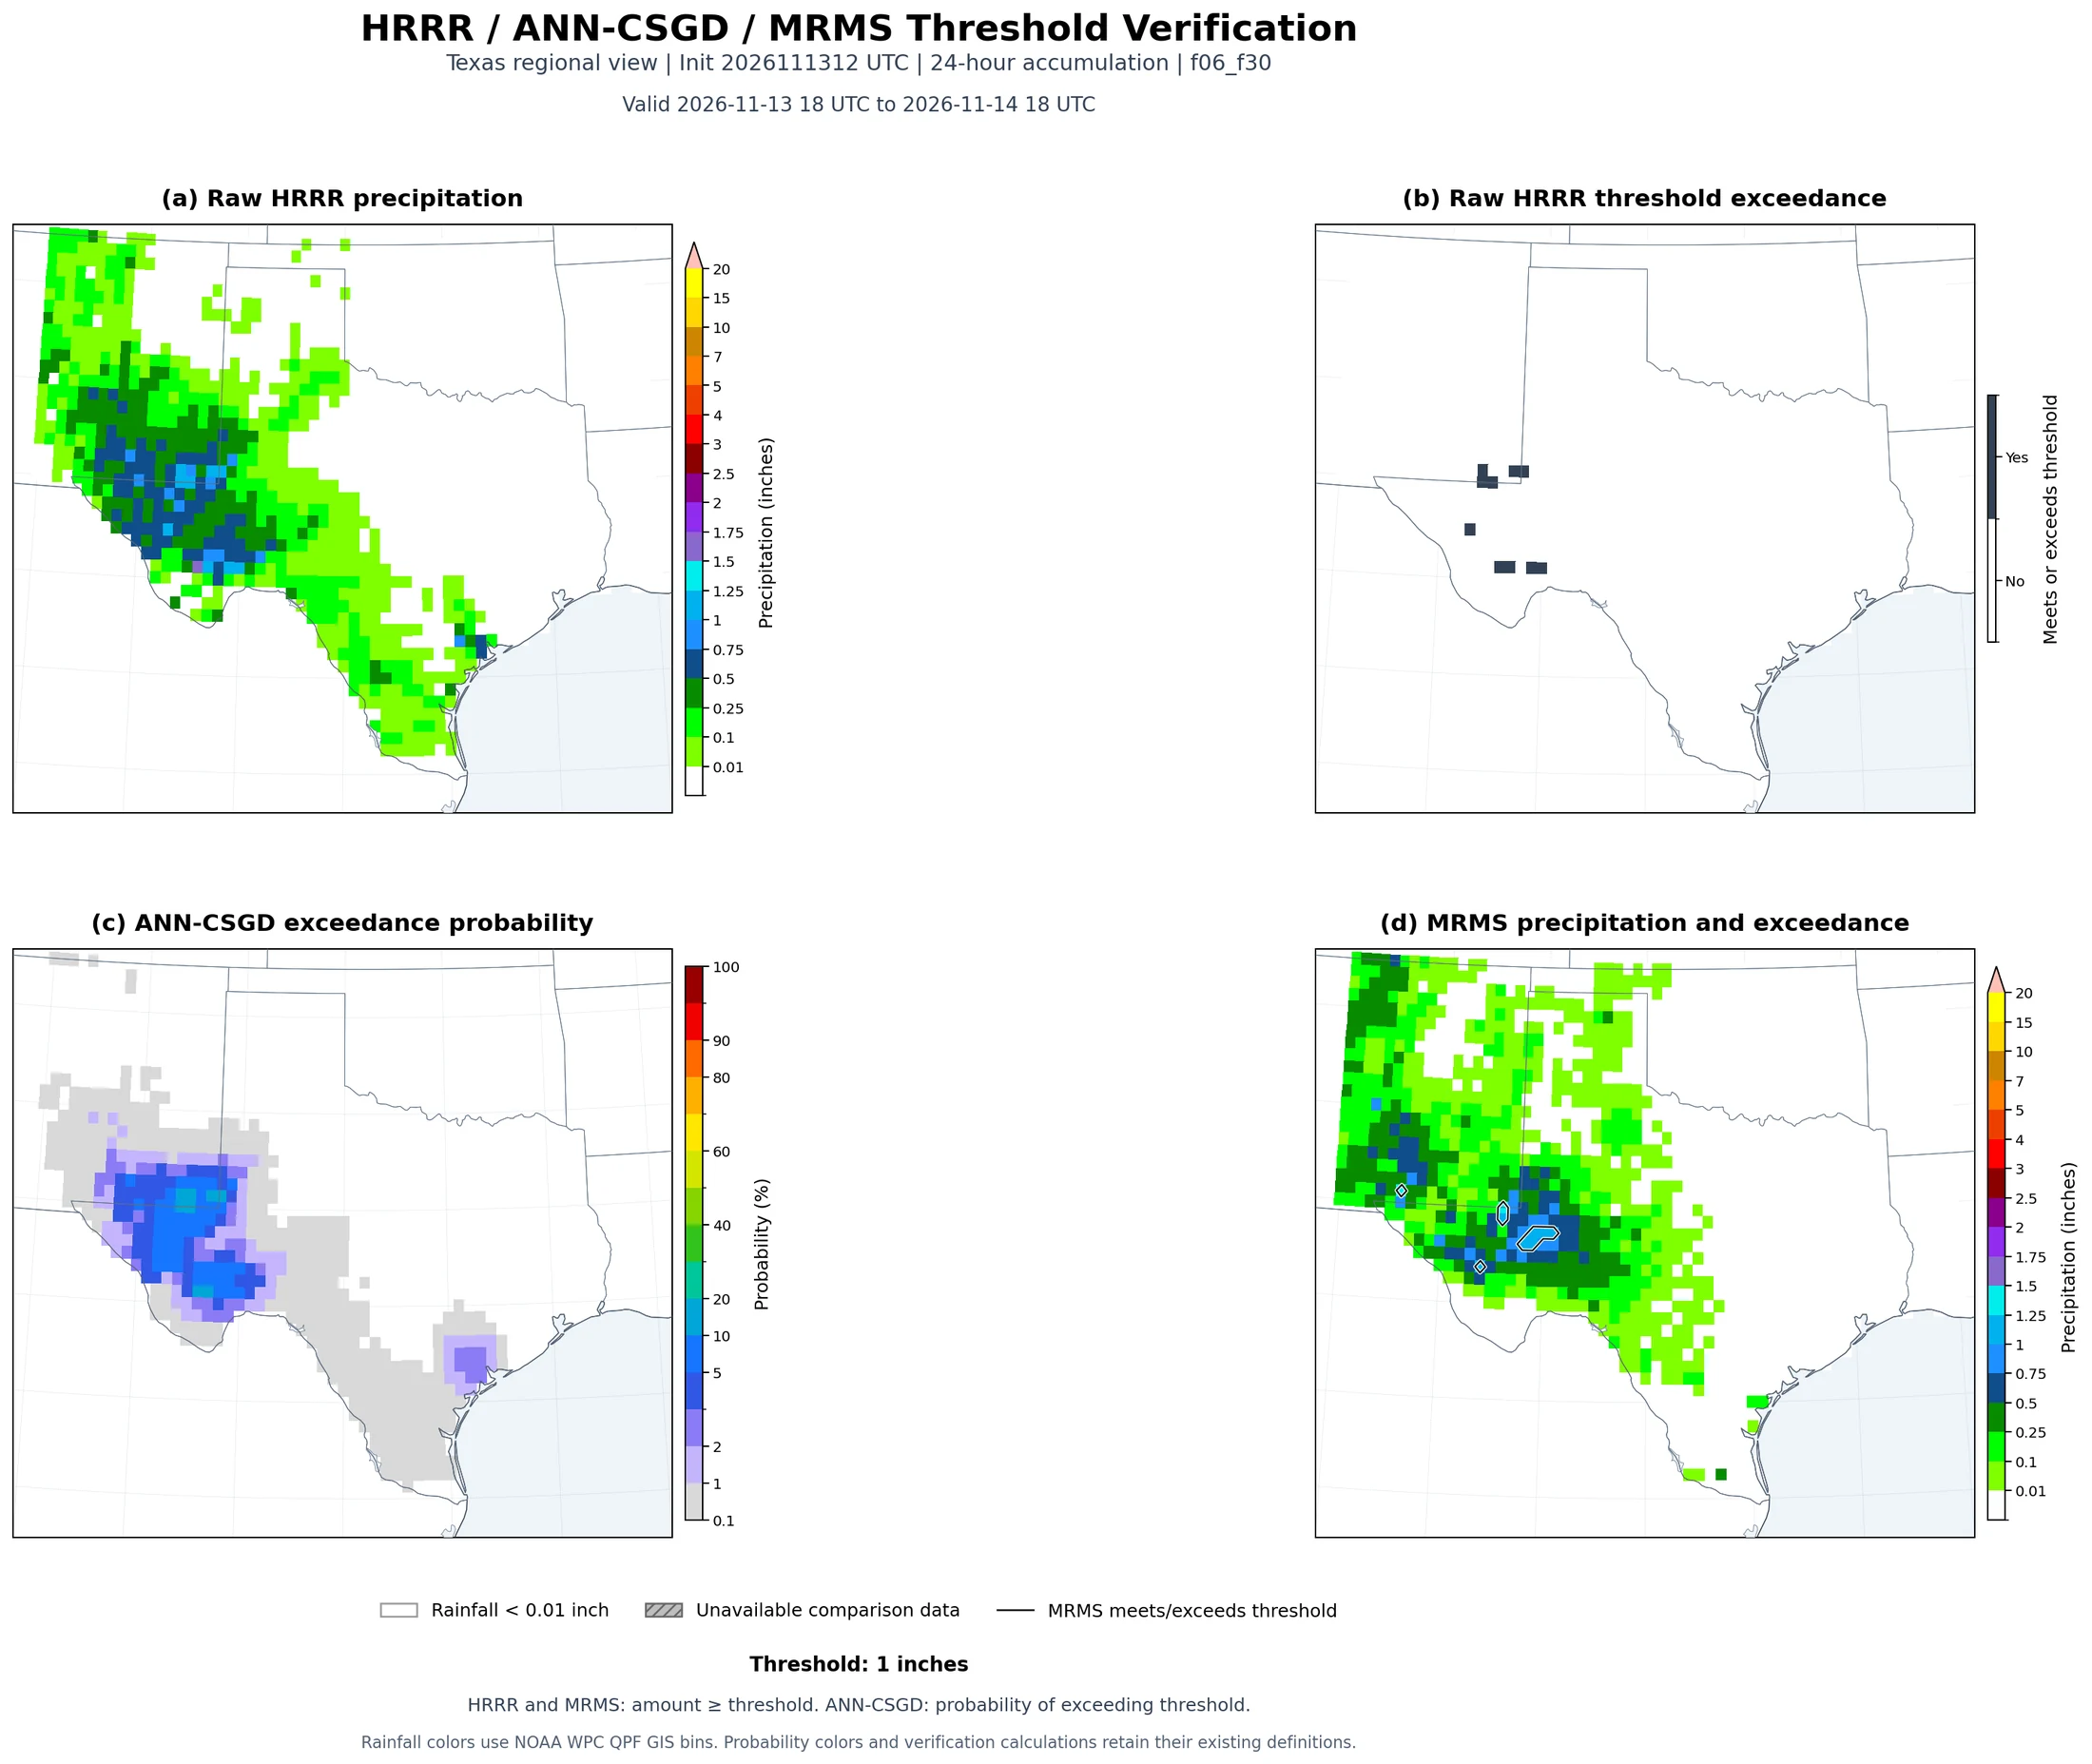 HRRR / ANN-CSGD / MRMS Threshold Verification
Texas regional view | Init 2026111312 UTC | 24-hour accumulation | f06_f30
Valid 2026-11-13 18 UTC to 2026-11-14 18 UTC
(a) Raw HRRR precipitation
20
15
10
7
5
4
3
2.5
2
1.75
1.5
1.25
1
0.75
0.5
0.25
0.1
0.01
Precipitation (inches)
(b) Raw HRRR threshold exceedance
Yes
No
Meets or exceeds threshold
(c) ANN-CSGD exceedance probability
100
90
80
60
40
20
10
5
2
1
0.1
Probability (%)
(d) MRMS precipitation and exceedance
20
15
10
7
5
4
3
2.5
2
1.75
1.5
1.25
1
0.75
0.5
0.25
0.1
0.01
Precipitation (inches)
Rainfall < 0.01 inch
Unavailable comparison data
MRMS meets/exceeds threshold
Threshold: 1 inches
HRRR and MRMS: amount ≥ threshold. ANN-CSGD: probability of exceeding threshold.
Rainfall colors use NOAA WPC QPF GIS bins. Probability colors and verification calculations retain their existing definitions.